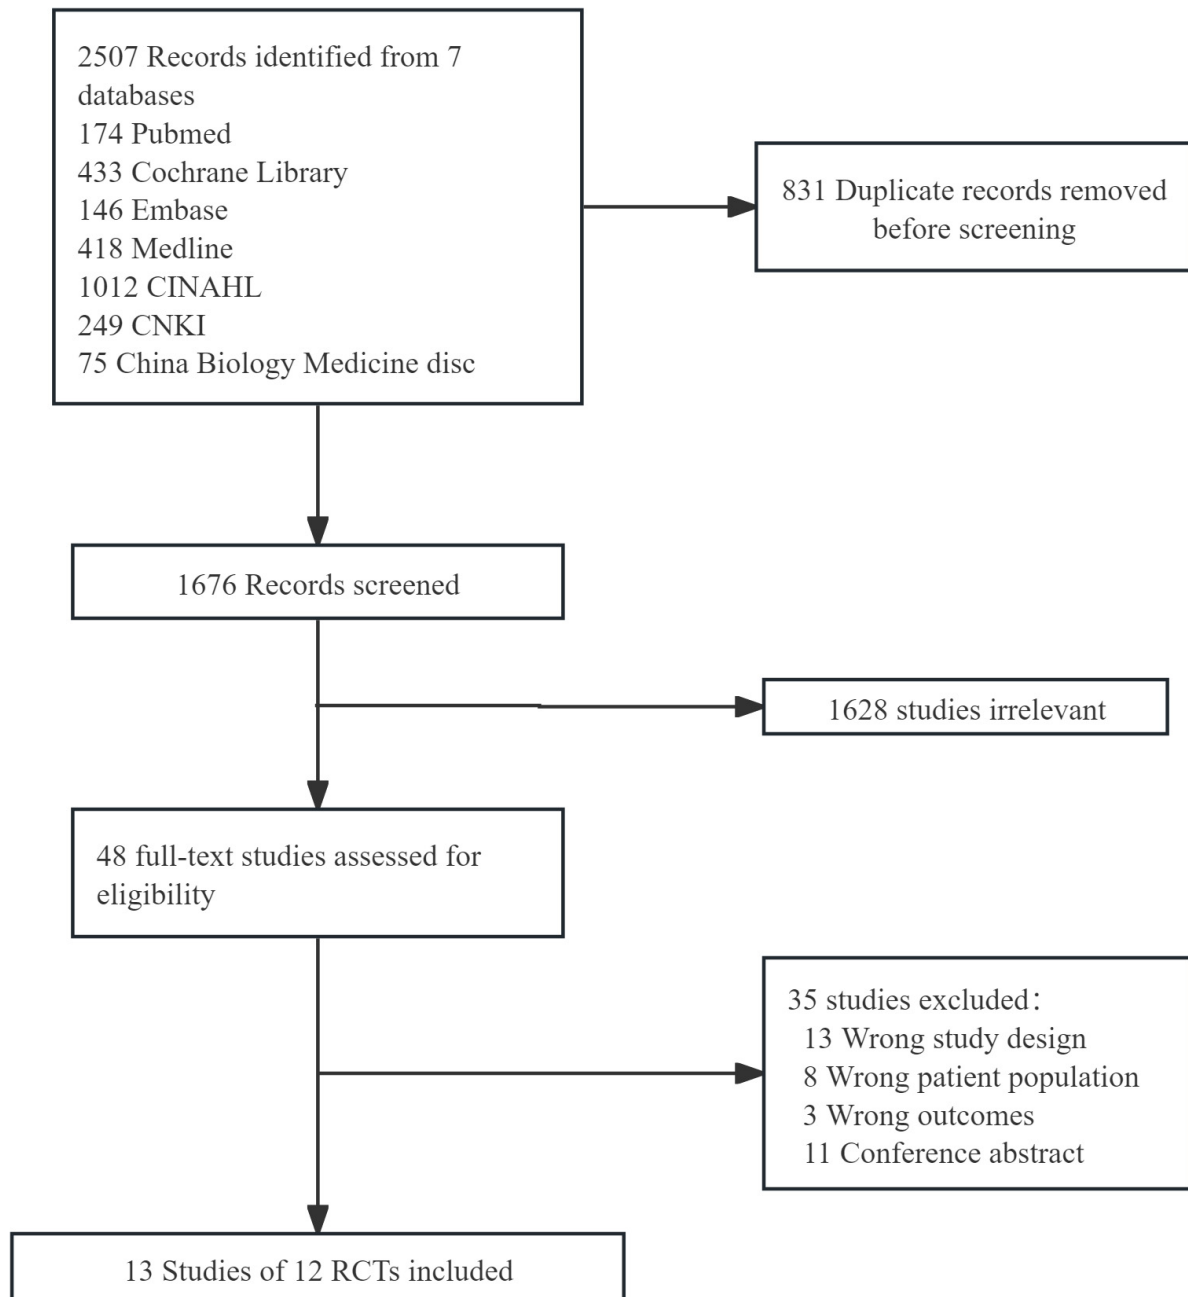 2507 Records identified from 7
databases
174 Pubmed
433 Cochrane Library
146 Embase
418 Medline
1012 CINAHL
249 CNKI
75 China Biology Medicine disc
831 Duplicate records removed
before screening
1676 Records screened
1628 studies irrelevant
48 full-text studies assessed for
eligibility
35 studies excluded：
13 Wrong study design
8 Wrong patient population
3 Wrong outcomes
11 Conference abstract
13 Studies of 12 RCTs included